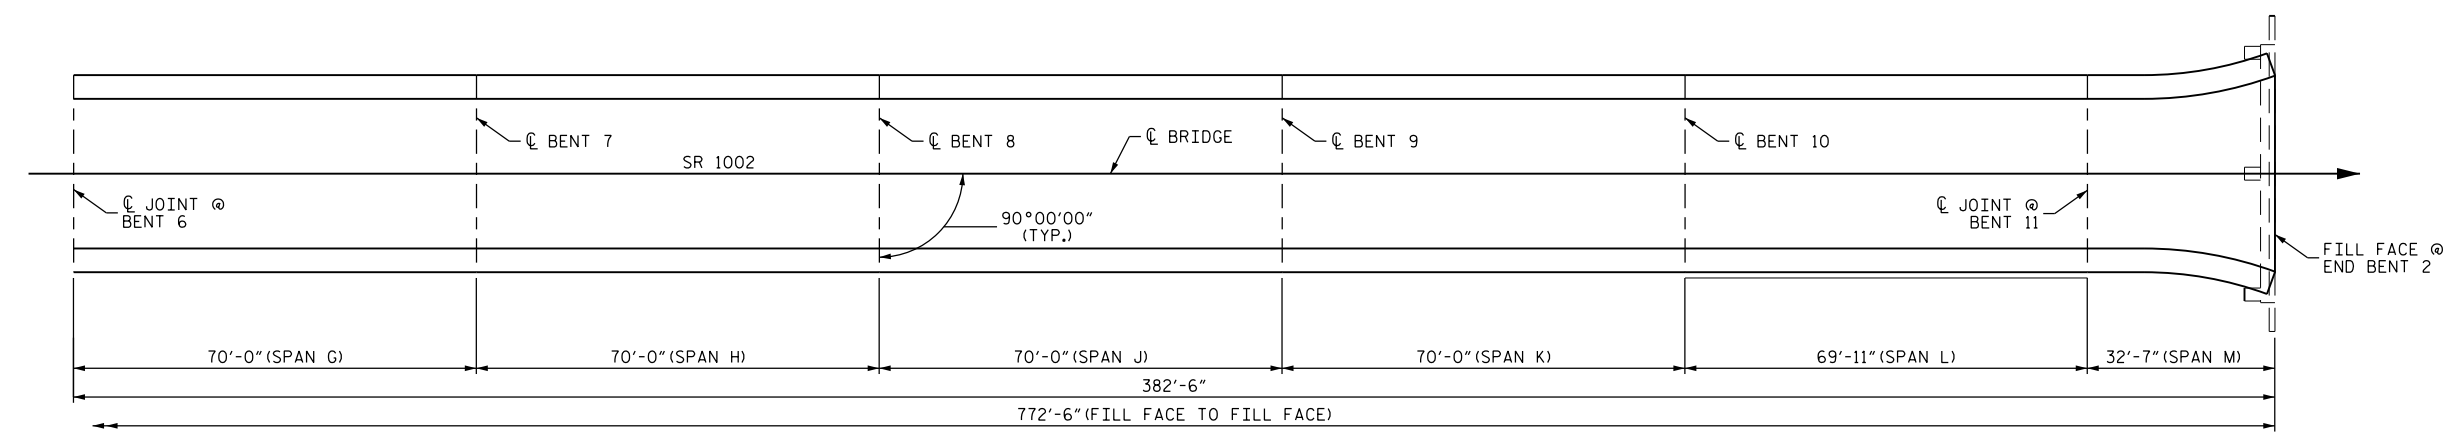 ℄ BENT 7
℄ BENT 8
℄ BRIDGE
℄ BENT 9
℄ BENT 10
SR 1002
℄ JOINT @
BENT 6
90°00'00"
(TYP.)
℄ JOINT @
BENT 11
FILL FACE @
END BENT 2
70'-0"(SPAN G)
70'-0"(SPAN H)
70'-0"(SPAN J)
70'-0"(SPAN K)
69'-11"(SPAN L)
32'-7"(SPAN M)
382'-6"
772'-6"(FILL FACE TO FILL FACE)